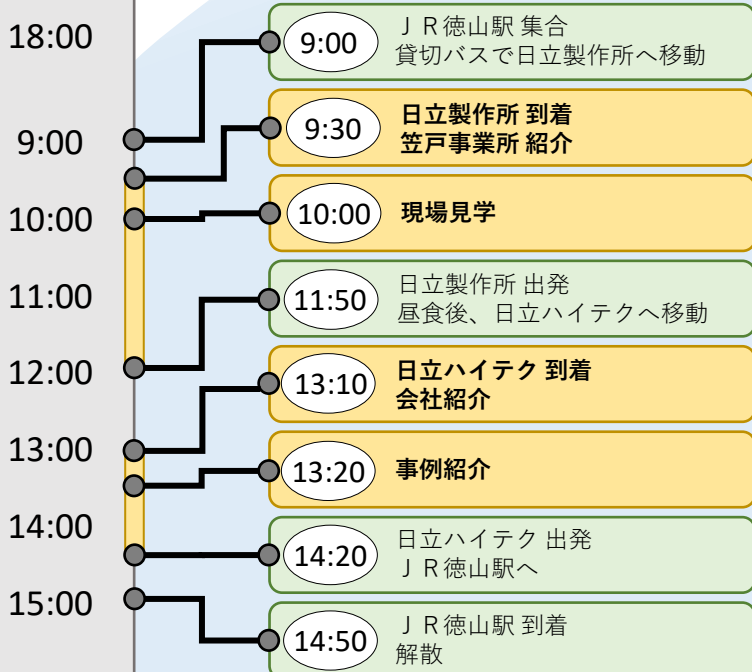 18:00
9:00
10:00
11:00
12:00
13:00
14:00
15:00
9:00
ＪＲ徳山駅 集合
貸切バスで日立製作所へ移動
9:30
日立製作所 到着
笠戸事業所 紹介
10:00
現場見学
11:50
日立製作所 出発
昼食後、日立ハイテクへ移動
13:10
日立ハイテク 到着
会社紹介
13:20
事例紹介
14:20
日立ハイテク 出発
ＪＲ徳山駅へ
14:50
ＪＲ徳山駅 到着
解散